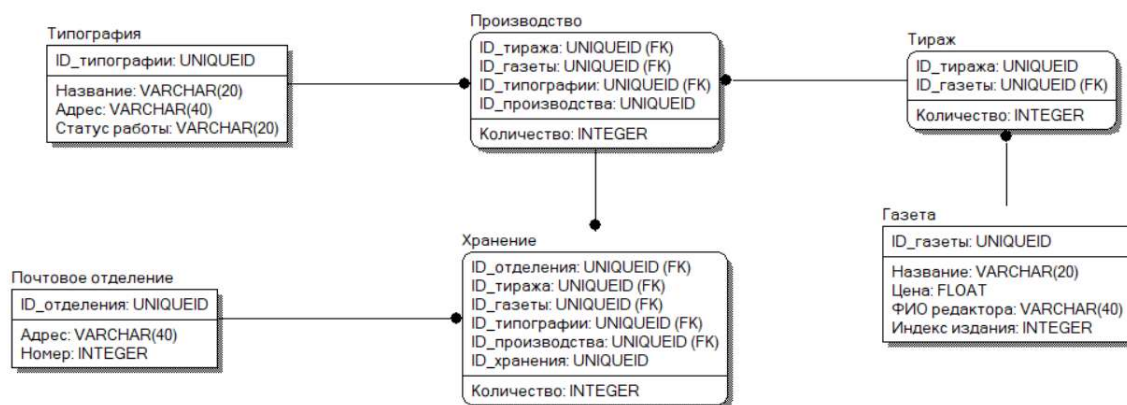 Типография
ID_типографии: UNIQUEID
Название: VARCHAR(20)
Адрес: VARCHAR(40)
Статус работы: VARCHAR(20)
Производство
ID_тиража: UNIQUEID (FK)
ID_газеты: UNIQUEID (FK)
ID_типографии: UNIQUEID (FK)
ID_производства: UNIQUEID
Количество: INTEGER
Тираж
ID_тиража: UNIQUEID
ID_газеты: UNIQUEID (FK)
Количество: INTEGER
Почтовое отделение
ID_отделения: UNIQUEID
Адрес: VARCHAR(40)
Номер: INTEGER
Хранение
ID_отделения: UNIQUEID (FK)
ID_тиража: UNIQUEID (FK)
ID_газеты: UNIQUEID (FK)
ID_типографии: UNIQUEID (FK)
ID_производства: UNIQUEID (FK)
ID_хранения: UNIQUEID
Количество: INTEGER
Газета
ID_газеты: UNIQUEID
Название: VARCHAR(20)
Цена: FLOAT
ФИО редактора: VARCHAR(40)
Индекс издания: INTEGER